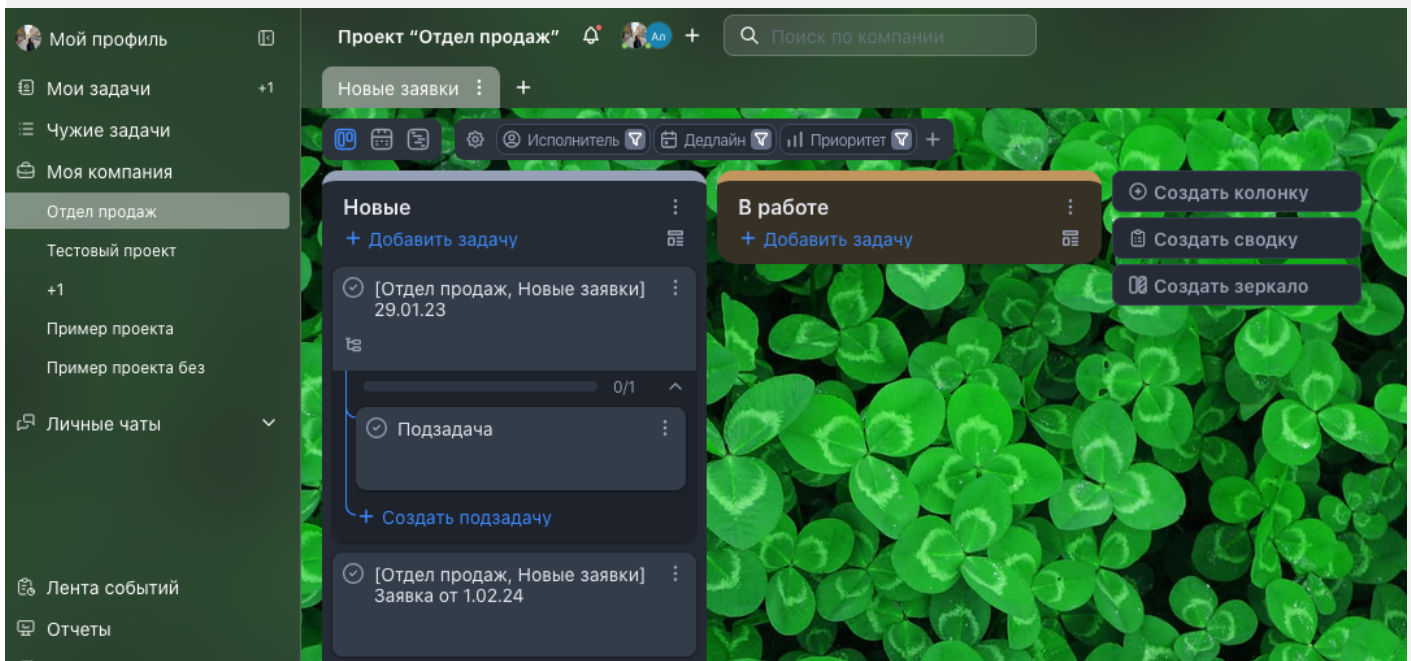 Мой профиль
Мои задачи +1
Чужие задачи
Моя компания
Отдел продаж
Тестовый проект
+1
Пример проекта
Пример проекта без
Личные чаты
Лента событий
Отчеты
Проект “Отдел продаж”
Ал
+
Поиск по компании
Новые заявки
+
Исполнитель
Дедлайн
Приоритет
+
Новые
+ Добавить задачу
[Отдел продаж, Новые заявки]
29.01.23
0/1
Подзадача
+ Создать подзадачу
[Отдел продаж, Новые заявки]
Заявка от 1.02.24
В работе
+ Добавить задачу
Создать колонку
Создать сводку
Создать зеркало